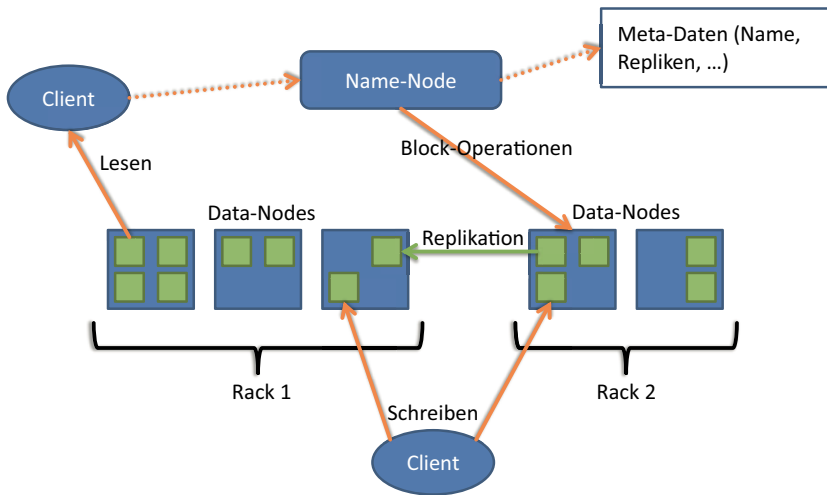 Meta-Daten (Name,
Repliken, …)
Name-Node
Client
Block-Operationen
Lesen
Data-Nodes
Replikation
Data-Nodes
Rack 1
Rack 2
Schreiben
Client